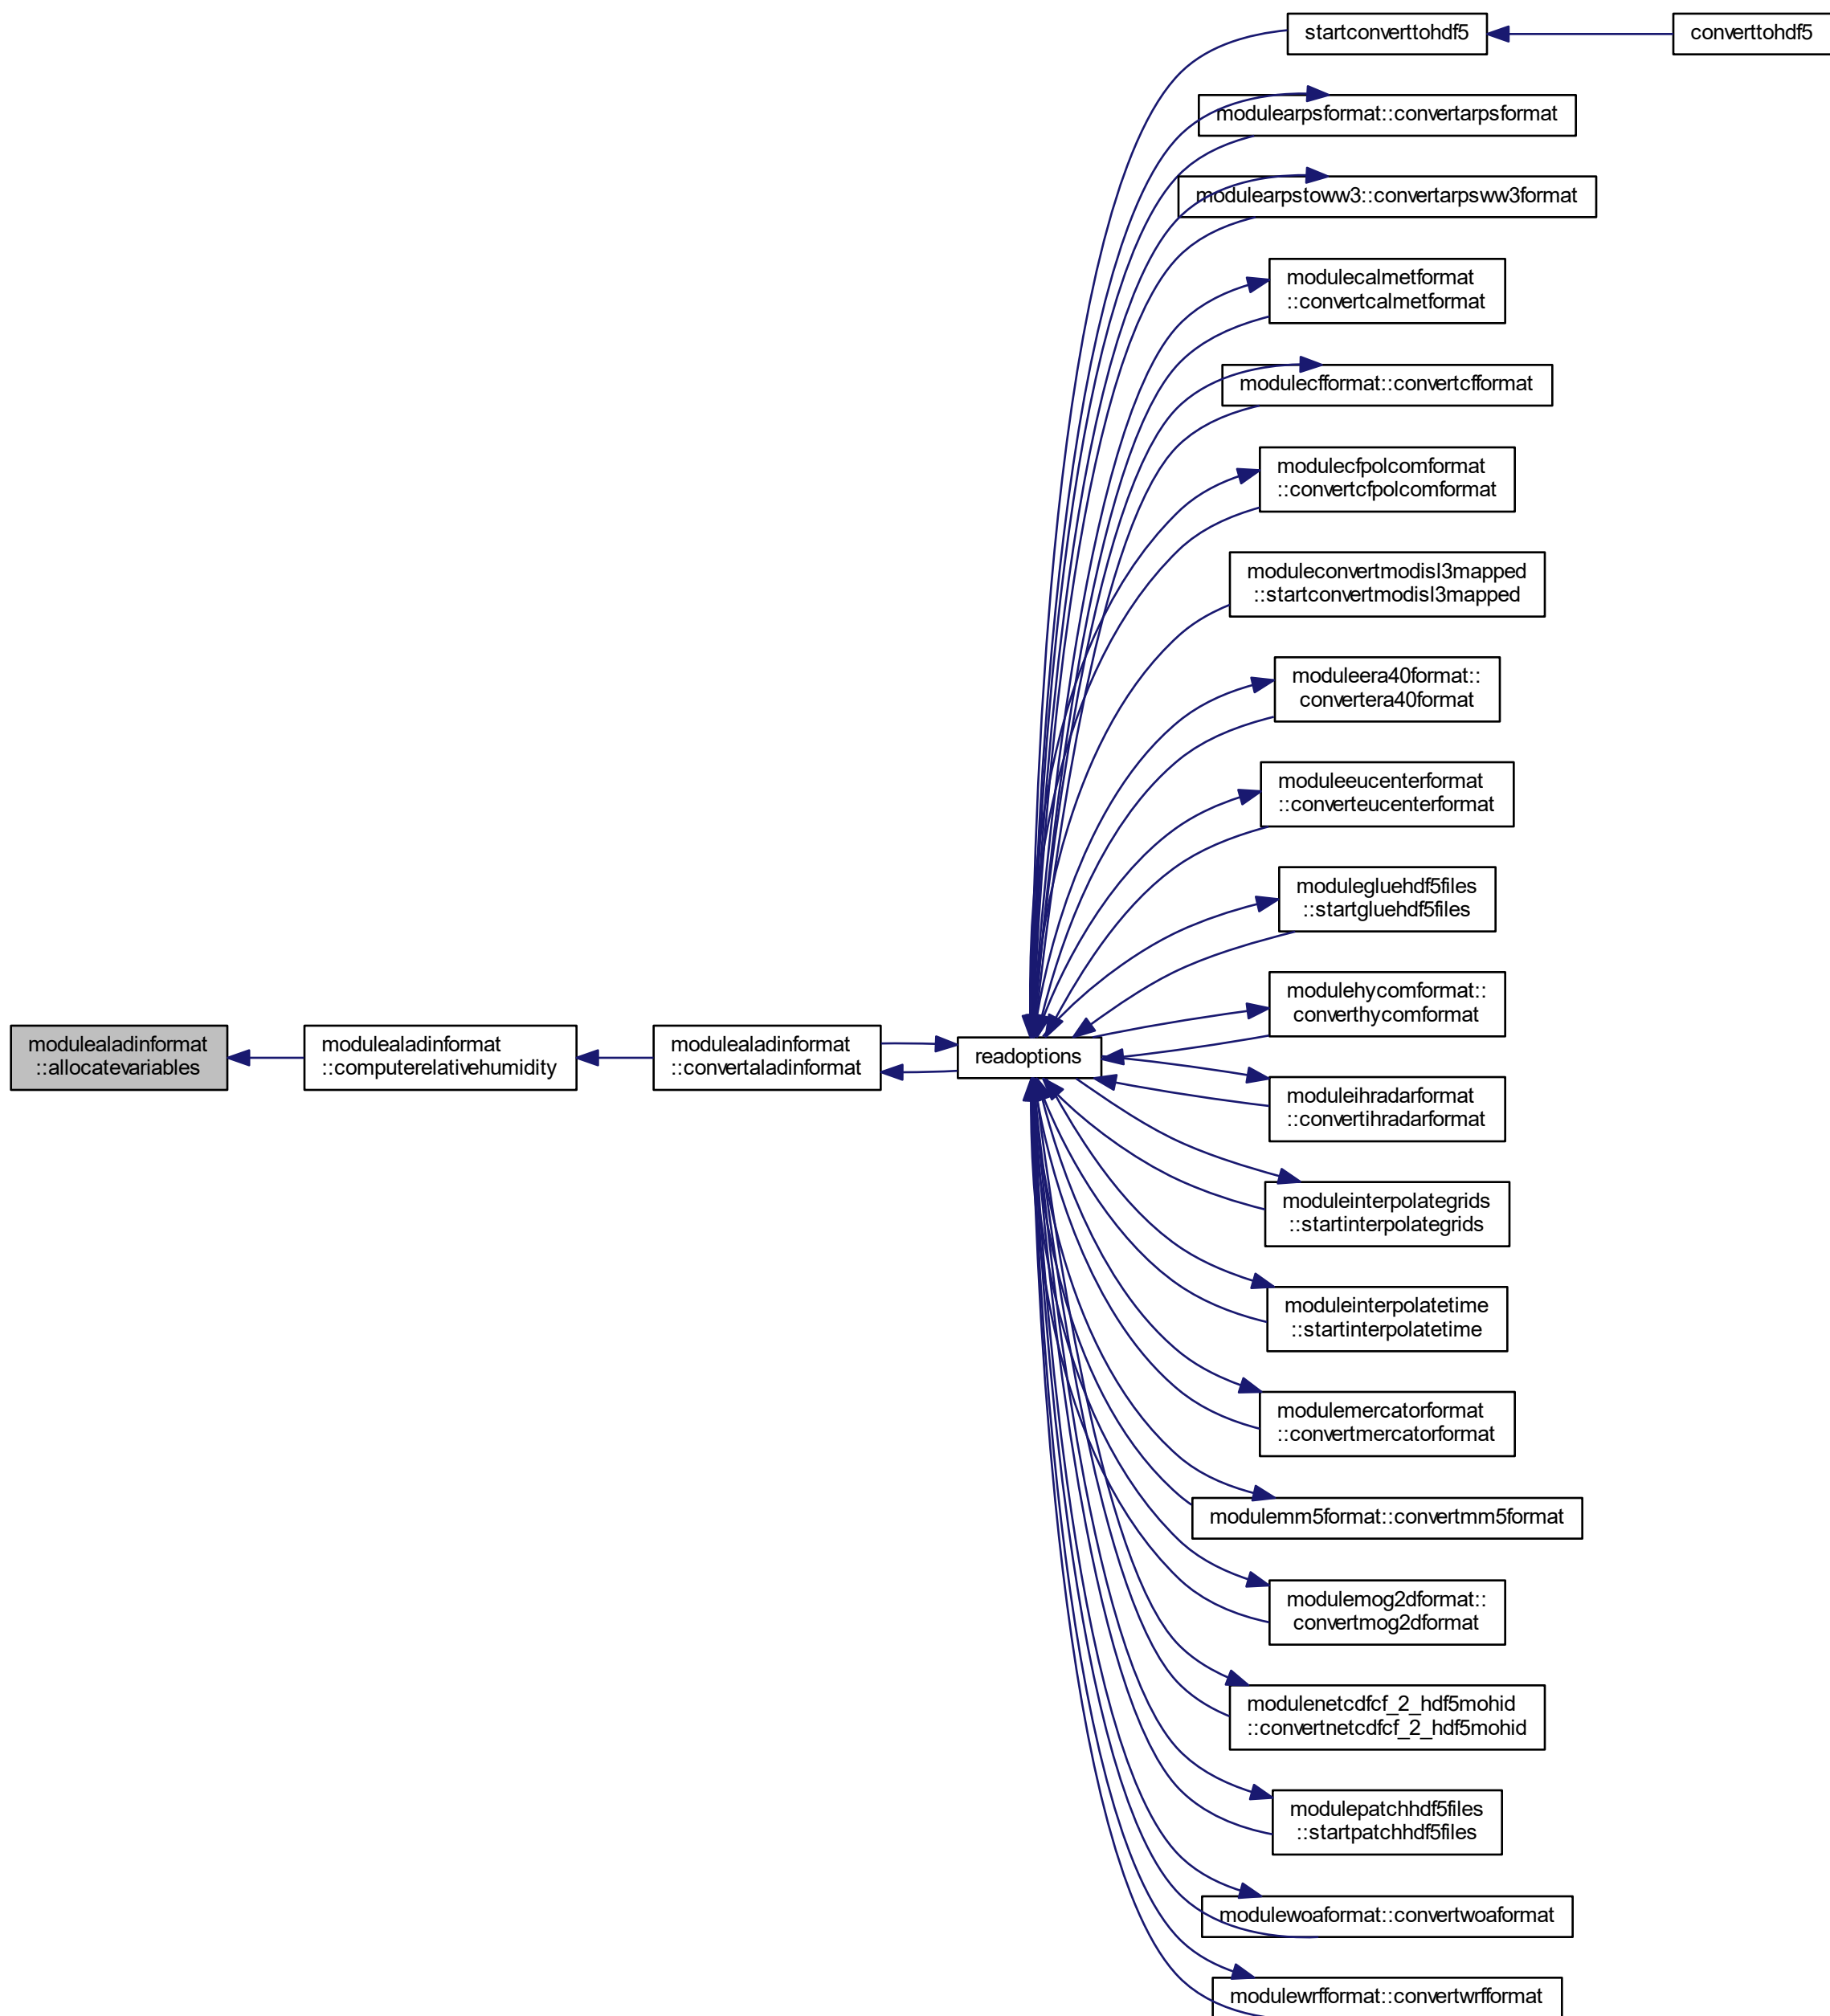 startconverttohdf5
converttohdf5
modulearpsformat::convertarpsformat
modulearpstoww3::convertarpsww3format
modulecalmetformat
::convertcalmetformat
modulecfformat::convertcfformat
modulecfpolcomformat
::convertcfpolcomformat
moduleconvertmodisl3mapped
::startconvertmodisl3mapped
moduleera40format::
convertera40format
moduleeucenterformat
::converteucenterformat
modulegluehdf5files
::startgluehdf5files
modulehycomformat::
converthycomformat
modulealadinformat
::allocatevariables
modulealadinformat
::computerelativehumidity
modulealadinformat
::convertaladinformat
readoptions
moduleihradarformat
::convertihradarformat
moduleinterpolategrids
::startinterpolategrids
moduleinterpolatetime
::startinterpolatetime
modulemercatorformat
::convertmercatorformat
modulemm5format::convertmm5format
modulemog2dformat::
convertmog2dformat
modulenetcdfcf_2_hdf5mohid
::convertnetcdfcf_2_hdf5mohid
modulepatchhdf5files
::startpatchhdf5files
modulewoaformat::convertwoaformat
modulewrfformat::convertwrfformat